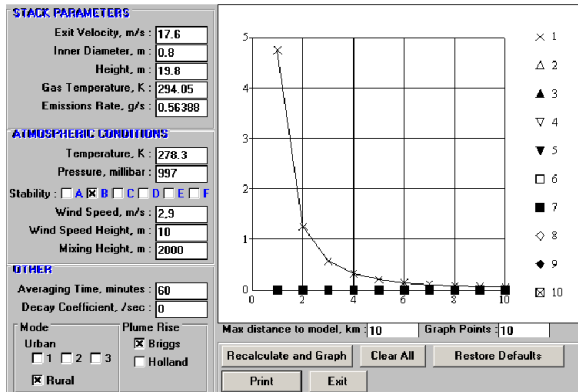 STACK PARAMETERS
Exit Velocity, m/s : 17.6
Inner Diameter, m : 0.8
Height, m : 19.8
Gas Temperature, K : 294.05
Emissions Rate, g/s : 0.56388
ATMOSPHERIC CONDITIONS
Temperature, K : 278.3
Pressure, millibar : 997
Stability : A B C D E F
Wind Speed, m/s : 2,9
Wind Speed Height, m : 10
Mixing Height, m : 2000
OTHER
Averaging Time, minutes : 60
Decay Coefficient, /sec : 0
Mode
Urban
1 2 3
Rural
Plume Rise
Briggs
Holland
5
4
3
2
1
0
0 2 4 6 8 10
1
2
3
4
5
6
7
8
9
10
Max distance to model, km : 10 Graph Points : 10
Recalculate and Graph Clear All Restore Defaults
Print Exit